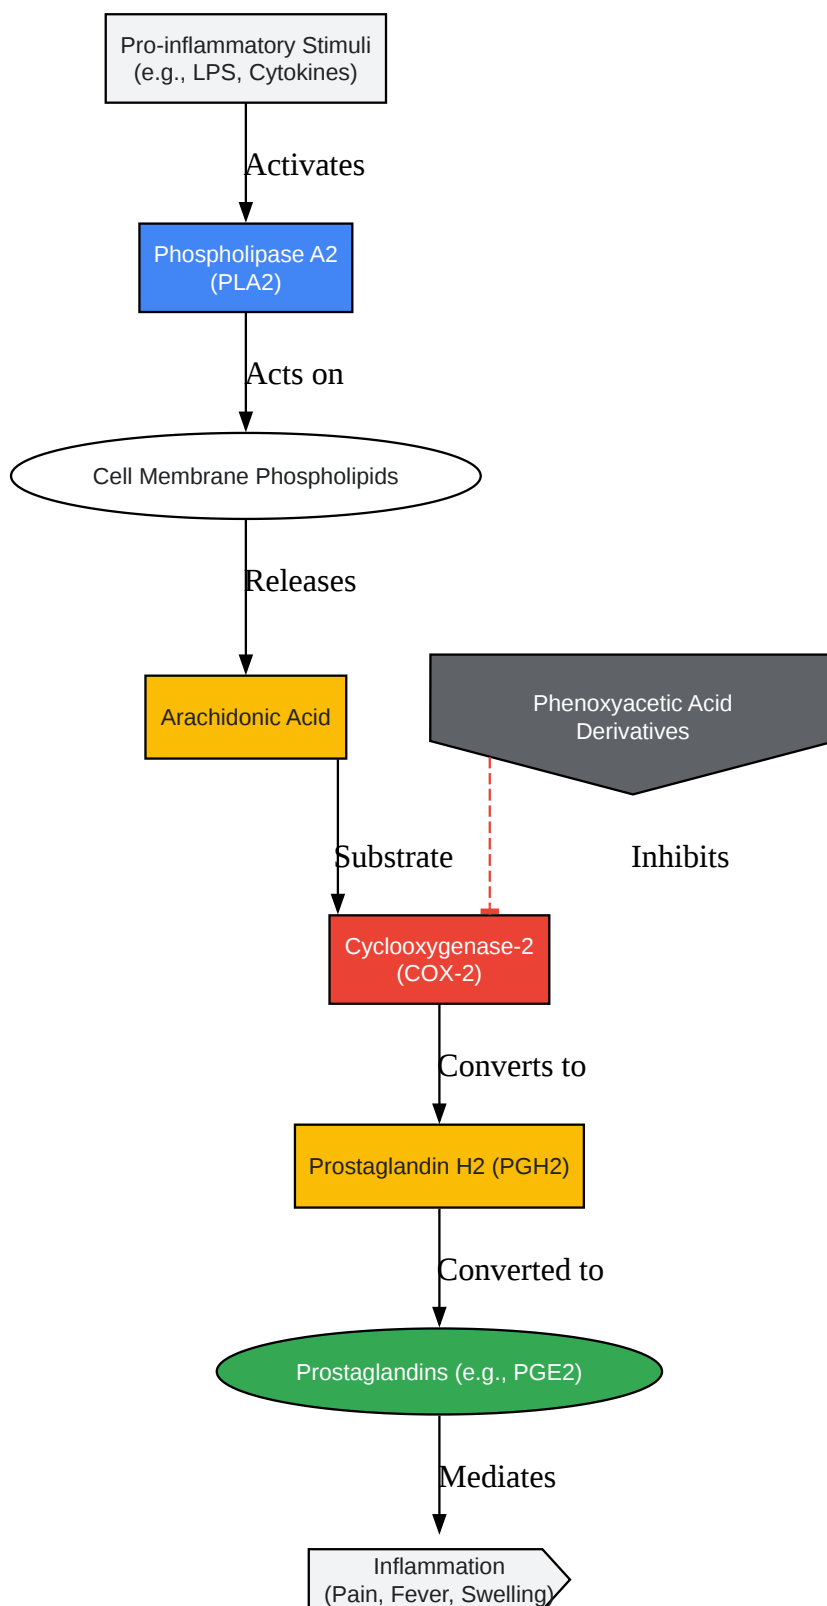 Pro-inflammatory Stimuli
(e.g., LPS, Cytokines)
Activates
Phospholipase A2
(PLA2)
Acts on
Cell Membrane Phospholipids
Releases
Arachidonic Acid
Phenoxyacetic Acid
Derivatives
Substrate
Inhibits
Cyclooxygenase-2
(COX-2)
Converts to
Prostaglandin H2 (PGH2)
Converted to
Prostaglandins (e.g., PGE2)
Mediates
Inflammation
(Pain, Fever, Swelling)